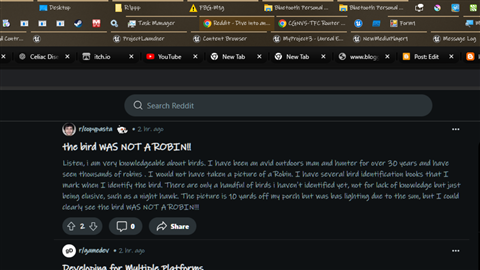 Desktop
FBG-Msg
Bluetooth Personal ...
Bluetooth Personal ...
Task Manager
Reddit - Dive into an...
CGNVS-TPC Router ...
Form1
ProjectLauncher
Content Browser
MyProject3 - Unreal E...
NewMediaPlayer1
Message Log
Celiac Dis
itch.io
YouTube
New Tab
New Tab
www.blog
Post: Edit
Search Reddit
r/copypasta • 2 hr. ago
the bird WAS NOT A ROBIN!!
Listen, i am very knowledgeable about birds. I have been an avid outdoors man and hunter for over 30 years and have
seen thousands of robins . I would not have taken a picture of a Robin. I have several bird identification books that I
mark when I identify the bird. There are only a handful of birds i haven't identified yet, not for lack of knowledge but just
being elusive, such as a night hawk. The picture is 10 yards off my porch but was bas lighting due to the sun, but I could
clearly see the bird WAS NOT A ROBIN!!!
2
0
Share
r/gamedev • 2 hr. ago
Developing for Multiple Platforms